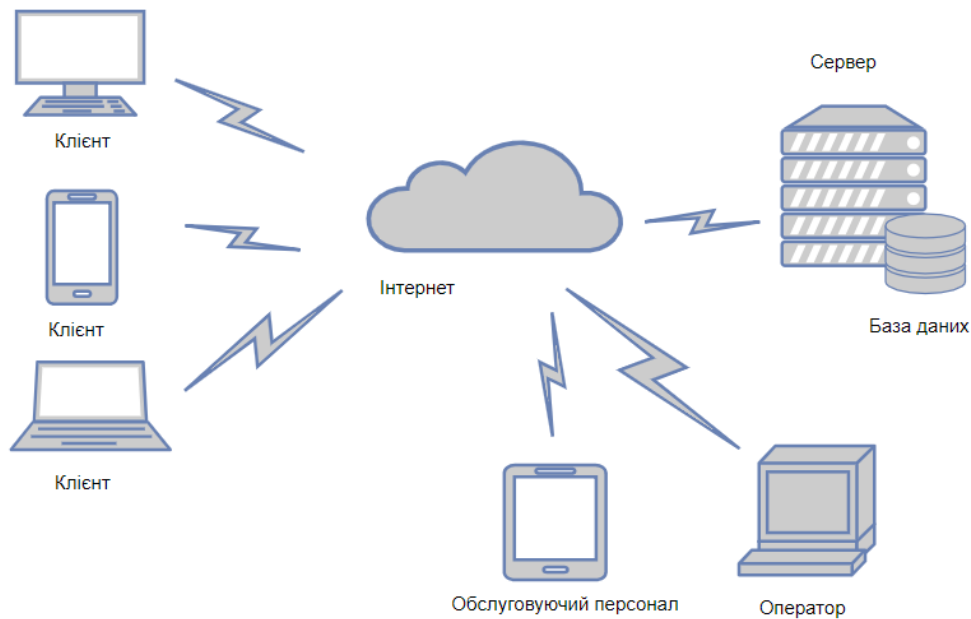 Сервер
Клієнт
Інтернет
Клієнт
База даних
Клієнт
Обслуговуючий персонал
Оператор